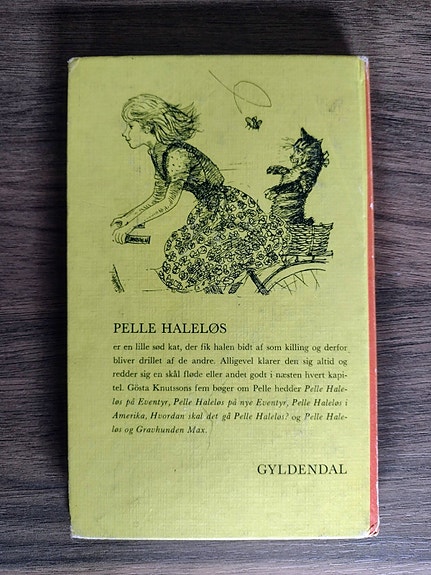 PELLE HALELØS
er en lille sød kat, der fik halen bidt af som killing og derfor
bliver drillet af de andre. Alligevel klarer den sig altid og
redder sig en skål fløde eller andet godt i næsten hvert kapi-
tel. Gösta Knutssons fem bøger om Pelle hedder Pelle Hale-
løs på Eventyr, Pelle Haleløs på nye Eventyr, Pelle Haleløs i
Amerika, Hvordan skal det gå Pelle Haleløs? og Pelle Hale-
løs og Gravhunden Max.
GYLDENDAL